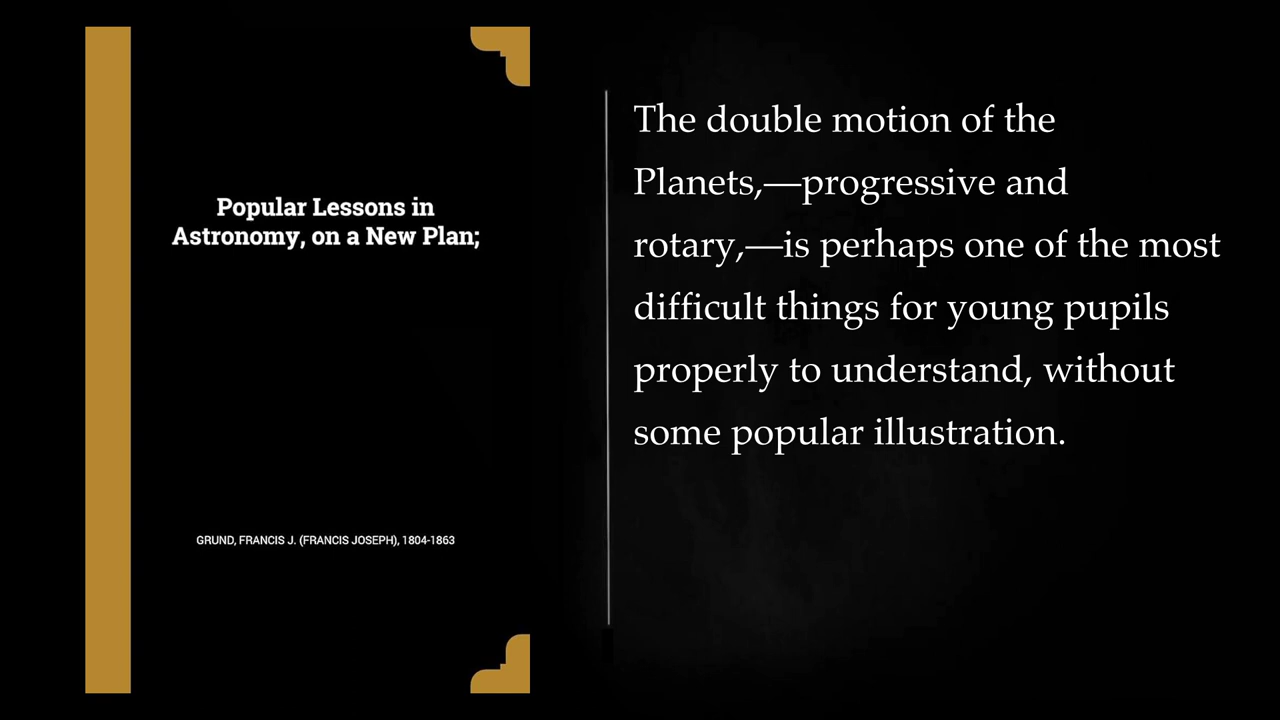 Popular Lessons in
Astronomy, on a New Plan;
GRUND, FRANCIS J. (FRANCIS JOSEPH), 1804-1863
The double motion of the
Planets,—progressive and
rotary,—is perhaps one of the most
difficult things for young pupils
properly to understand, without
some popular illustration.